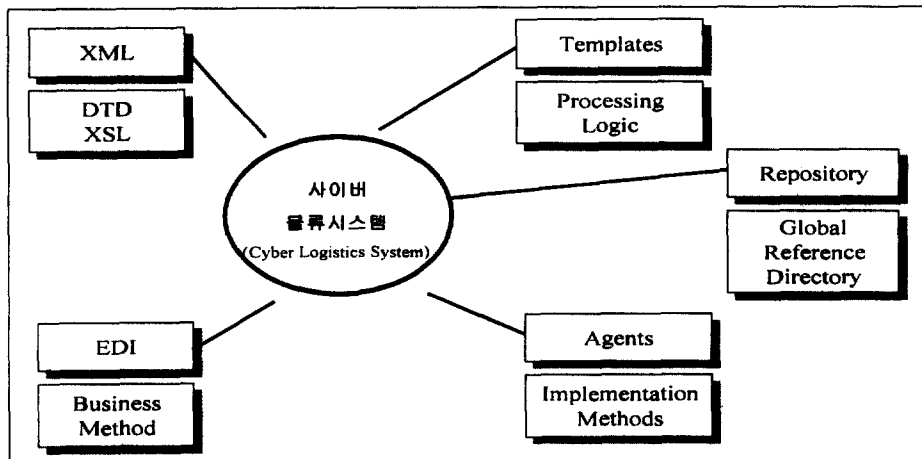 XML
DTD
XSL
Templates
Processing
Logic
사이버
물류시스템
(Cyber Logistics System)
Repository
Global
Reference
Directory
EDI
Business
Method
Agents
Implementation
Methods